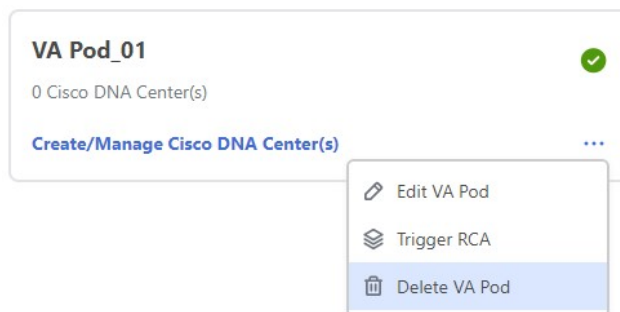 VA Pod_01
0 Cisco DNA Center(s)
Create/Manage Cisco DNA Center(s)
Edit VA Pod
Trigger RCA
Delete VA Pod